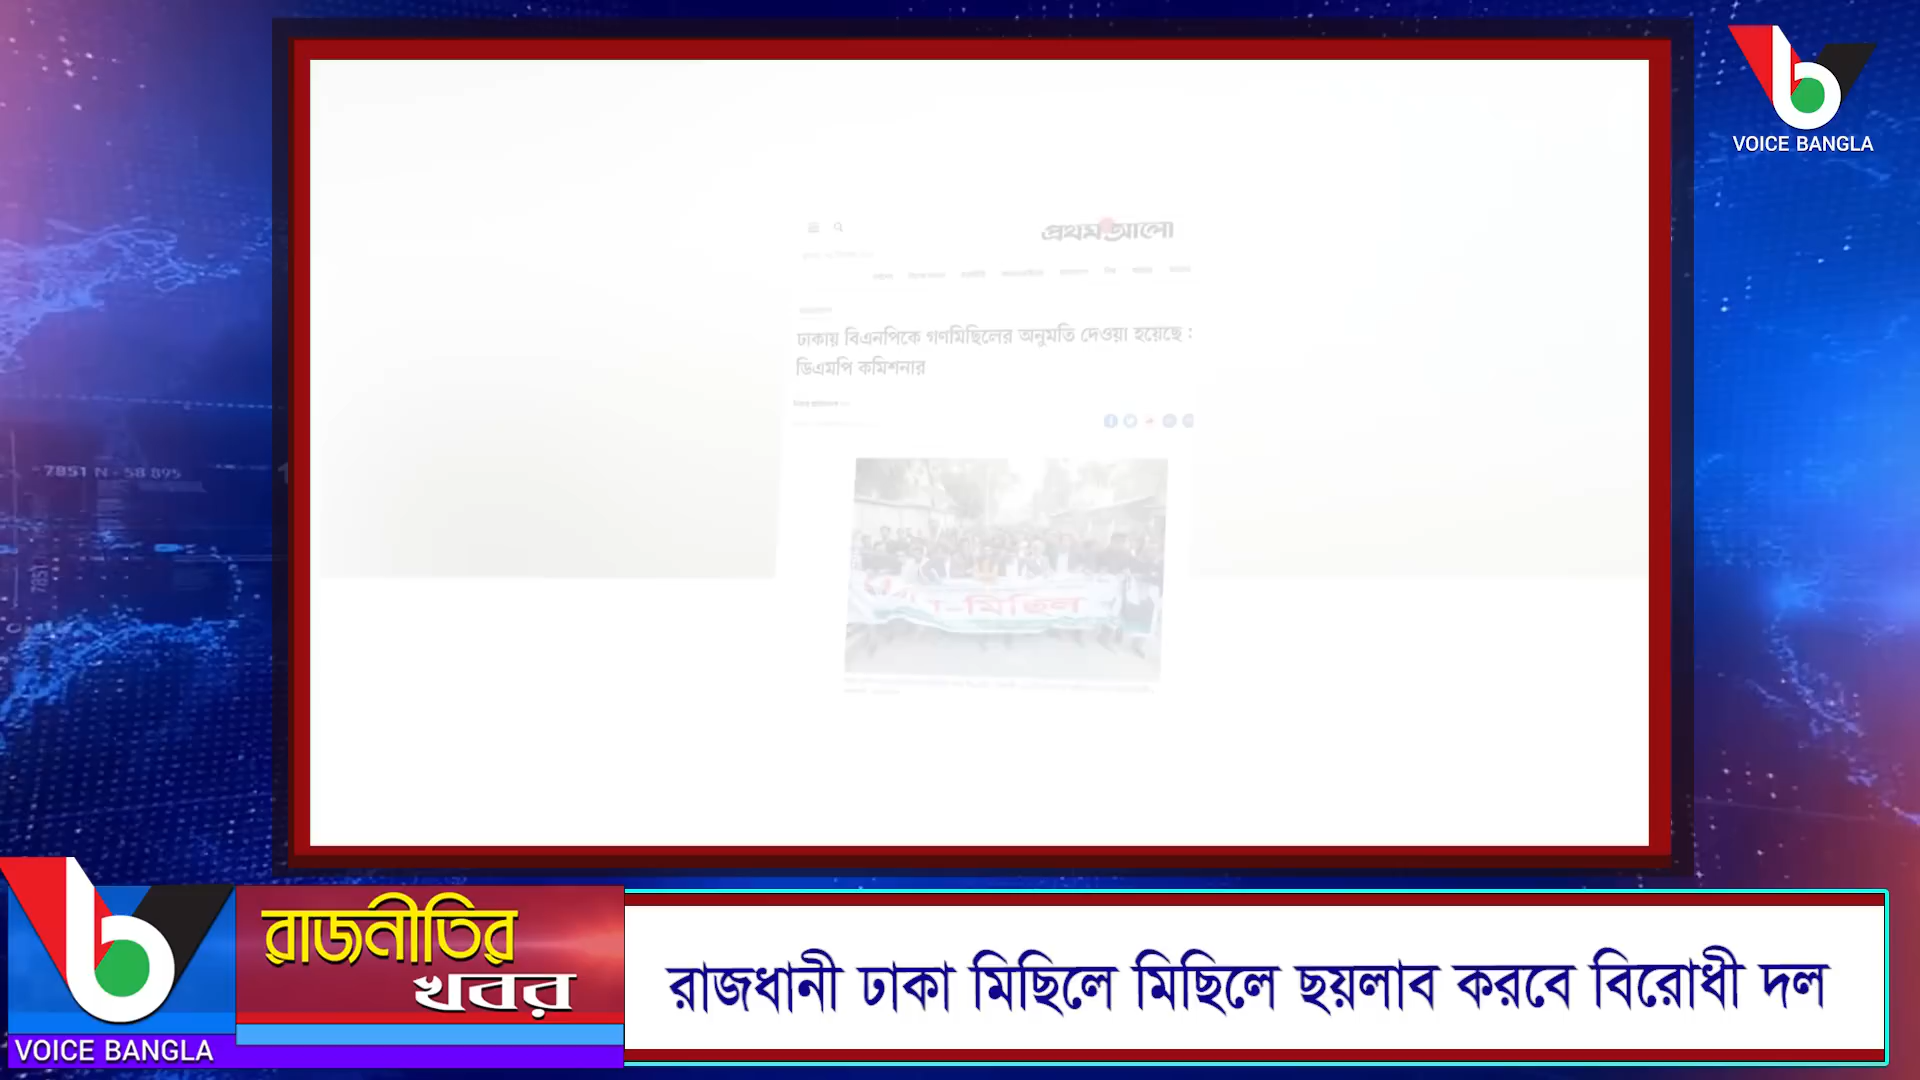 VOICE BANGLA
প্রথম আলো
ঢাকায় বিএনপিকে গণমিছিলের অনুমতি দেওয়া হয়েছে :
ডিএমপি কমিশনার
-মিছিল
7851 N - 58 895
7851
রাজনীতির
খবর
রাজধানী ঢাকা মিছিলে মিছিলে ছয়লাব করবে বিরোধী দল
VOICE BANGLA